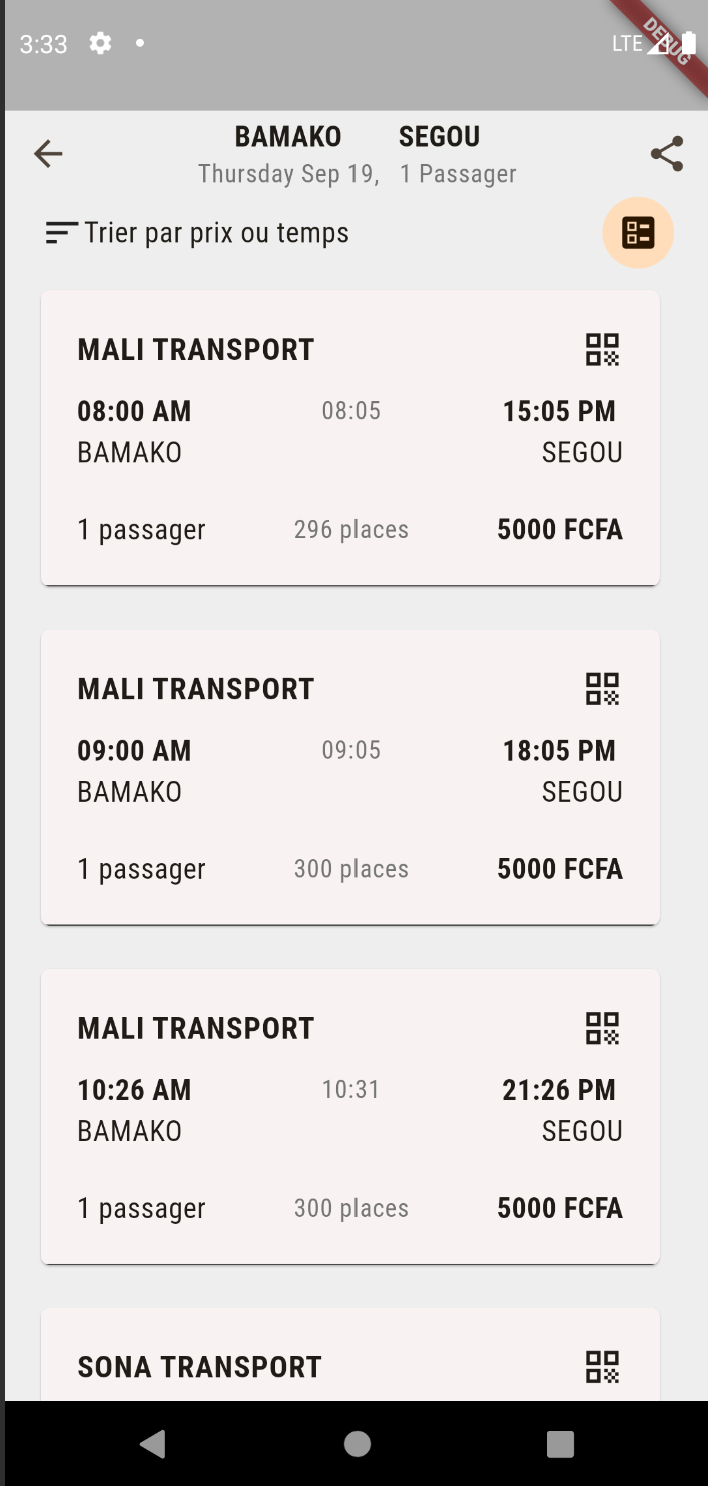 3:33 LTE DEBUG
BAMAKO SEGOU
Thursday Sep 19, 1 Passager
Trier par prix ou temps
MALI TRANSPORT
08:00 AM 08:05 15:05 PM
BAMAKO SEGOU
1 passager 296 places 5000 FCFA
MALI TRANSPORT
09:00 AM 09:05 18:05 PM
BAMAKO SEGOU
1 passager 300 places 5000 FCFA
MALI TRANSPORT
10:26 AM 10:31 21:26 PM
BAMAKO SEGOU
1 passager 300 places 5000 FCFA
SONA TRANSPORT